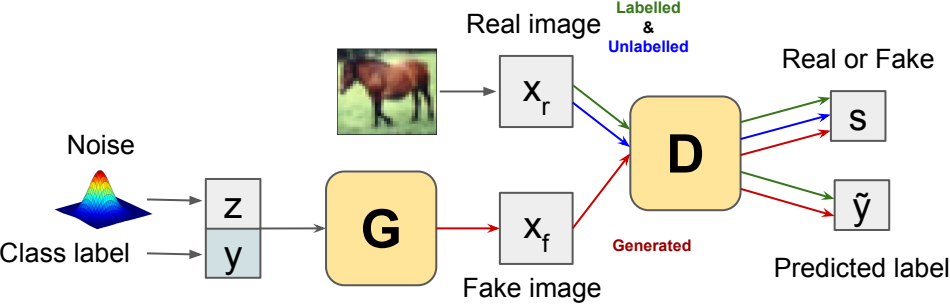 Labelled
&
Unlabelled
Real image
Real or Fake
x_r
s
D
Noise
z
G
x_f
ỹ
Class label
y
Generated
Fake image
Predicted label